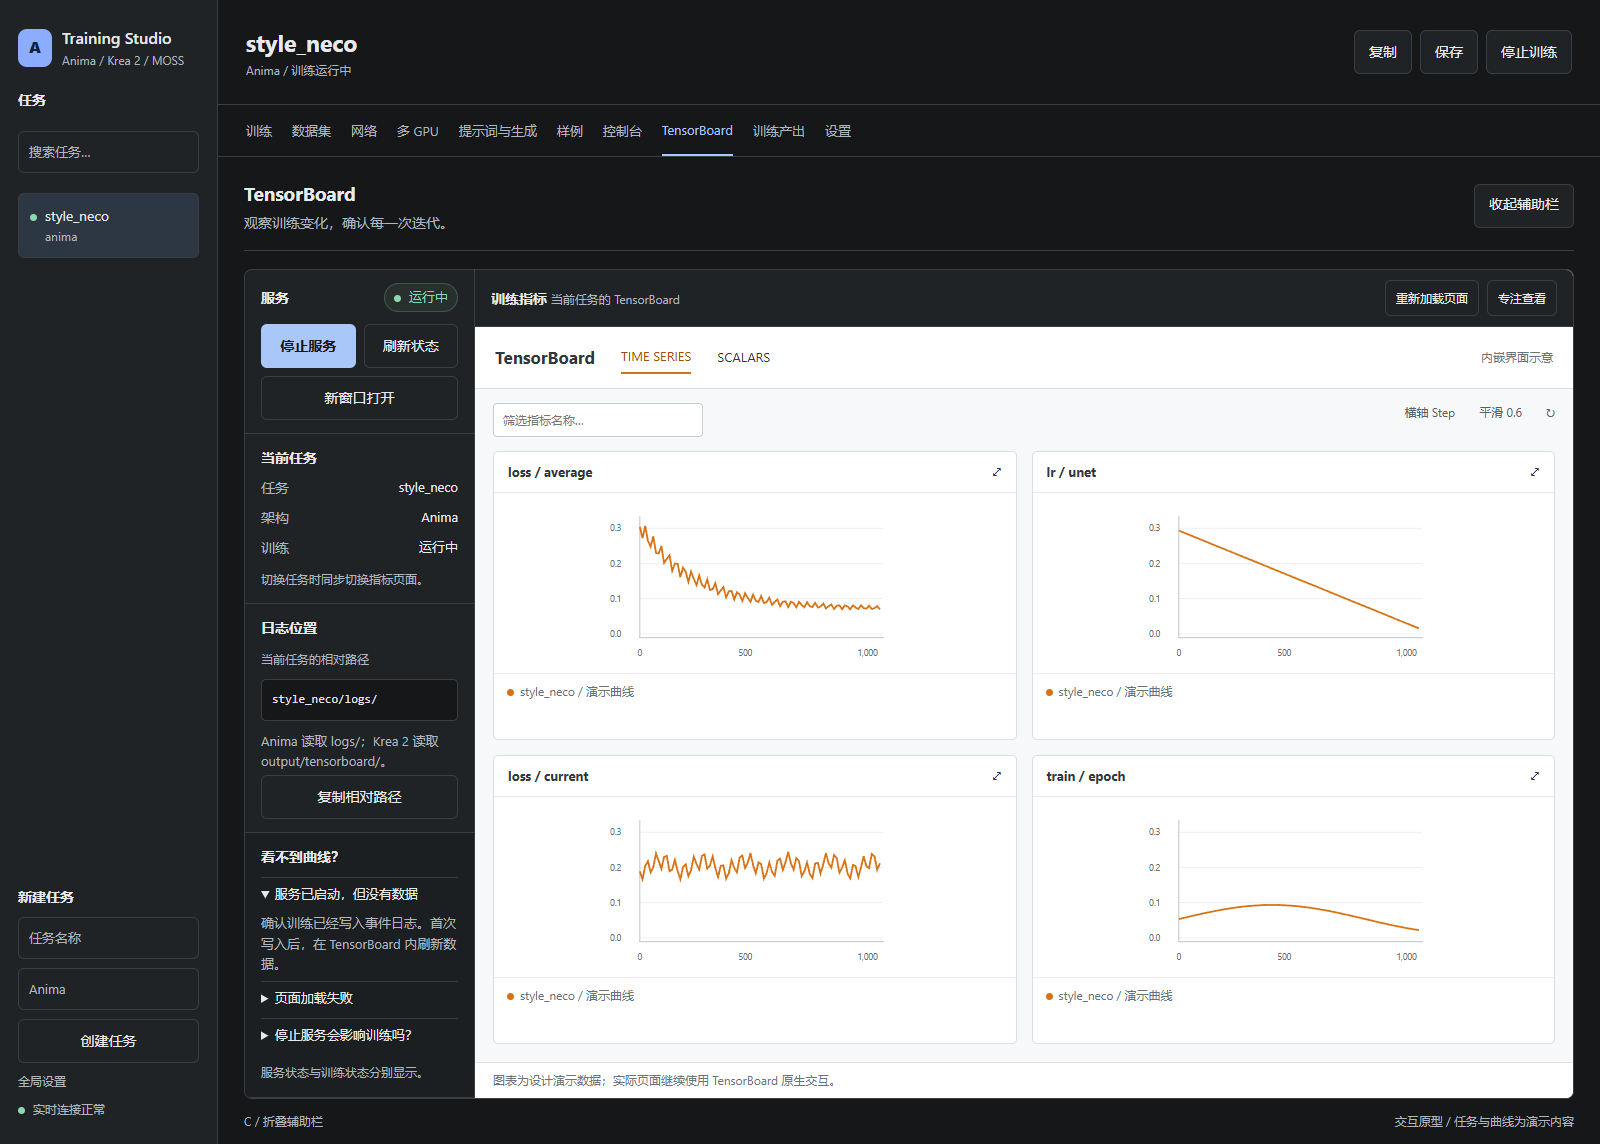 A
Training Studio
Anima / Krea 2 / MOSS
任务
搜索任务...
style_neco
anima
新建任务
任务名称
Anima
创建任务
全局设置
实时连接正常
style_neco
Anima / 训练运行中
复制
保存
停止训练
训练 数据集 网络 多 GPU 提示词与生成 样例 控制台 TensorBoard 训练产出 设置
TensorBoard
观察训练变化，确认每一次迭代。
收起辅助栏
服务
运行中
停止服务
刷新状态
新窗口打开
当前任务
任务 style_neco
架构 Anima
训练 运行中
切换任务时同步切换指标页面。
日志位置
当前任务的相对路径
style_neco/logs/
Anima 读取 logs/；Krea 2 读取
output/tensorboard/。
复制相对路径
看不到曲线？
▼ 服务已启动，但没有数据
确认训练已经写入事件日志。首次
写入后，在 TensorBoard 内刷新数
据。
▶ 页面加载失败
▶ 停止服务会影响训练吗？
服务状态与训练状态分别显示。
训练指标 当前任务的 TensorBoard
重新加载页面
专注查看
TensorBoard
TIME SERIES
SCALARS
内嵌界面示意
筛选指标名称...
横轴 Step
平滑 0.6
↻
loss / average
⤢
0.3
0.2
0.1
0.0
0 500 1,000
style_neco / 演示曲线
lr / unet
⤢
0.3
0.2
0.1
0.0
0 500 1,000
style_neco / 演示曲线
loss / current
⤢
0.3
0.2
0.1
0.0
0 500 1,000
style_neco / 演示曲线
train / epoch
⤢
0.3
0.2
0.1
0.0
0 500 1,000
style_neco / 演示曲线
图表为设计演示数据；实际页面继续使用 TensorBoard 原生交互。
C / 折叠辅助栏
交互原型 / 任务与曲线为演示内容